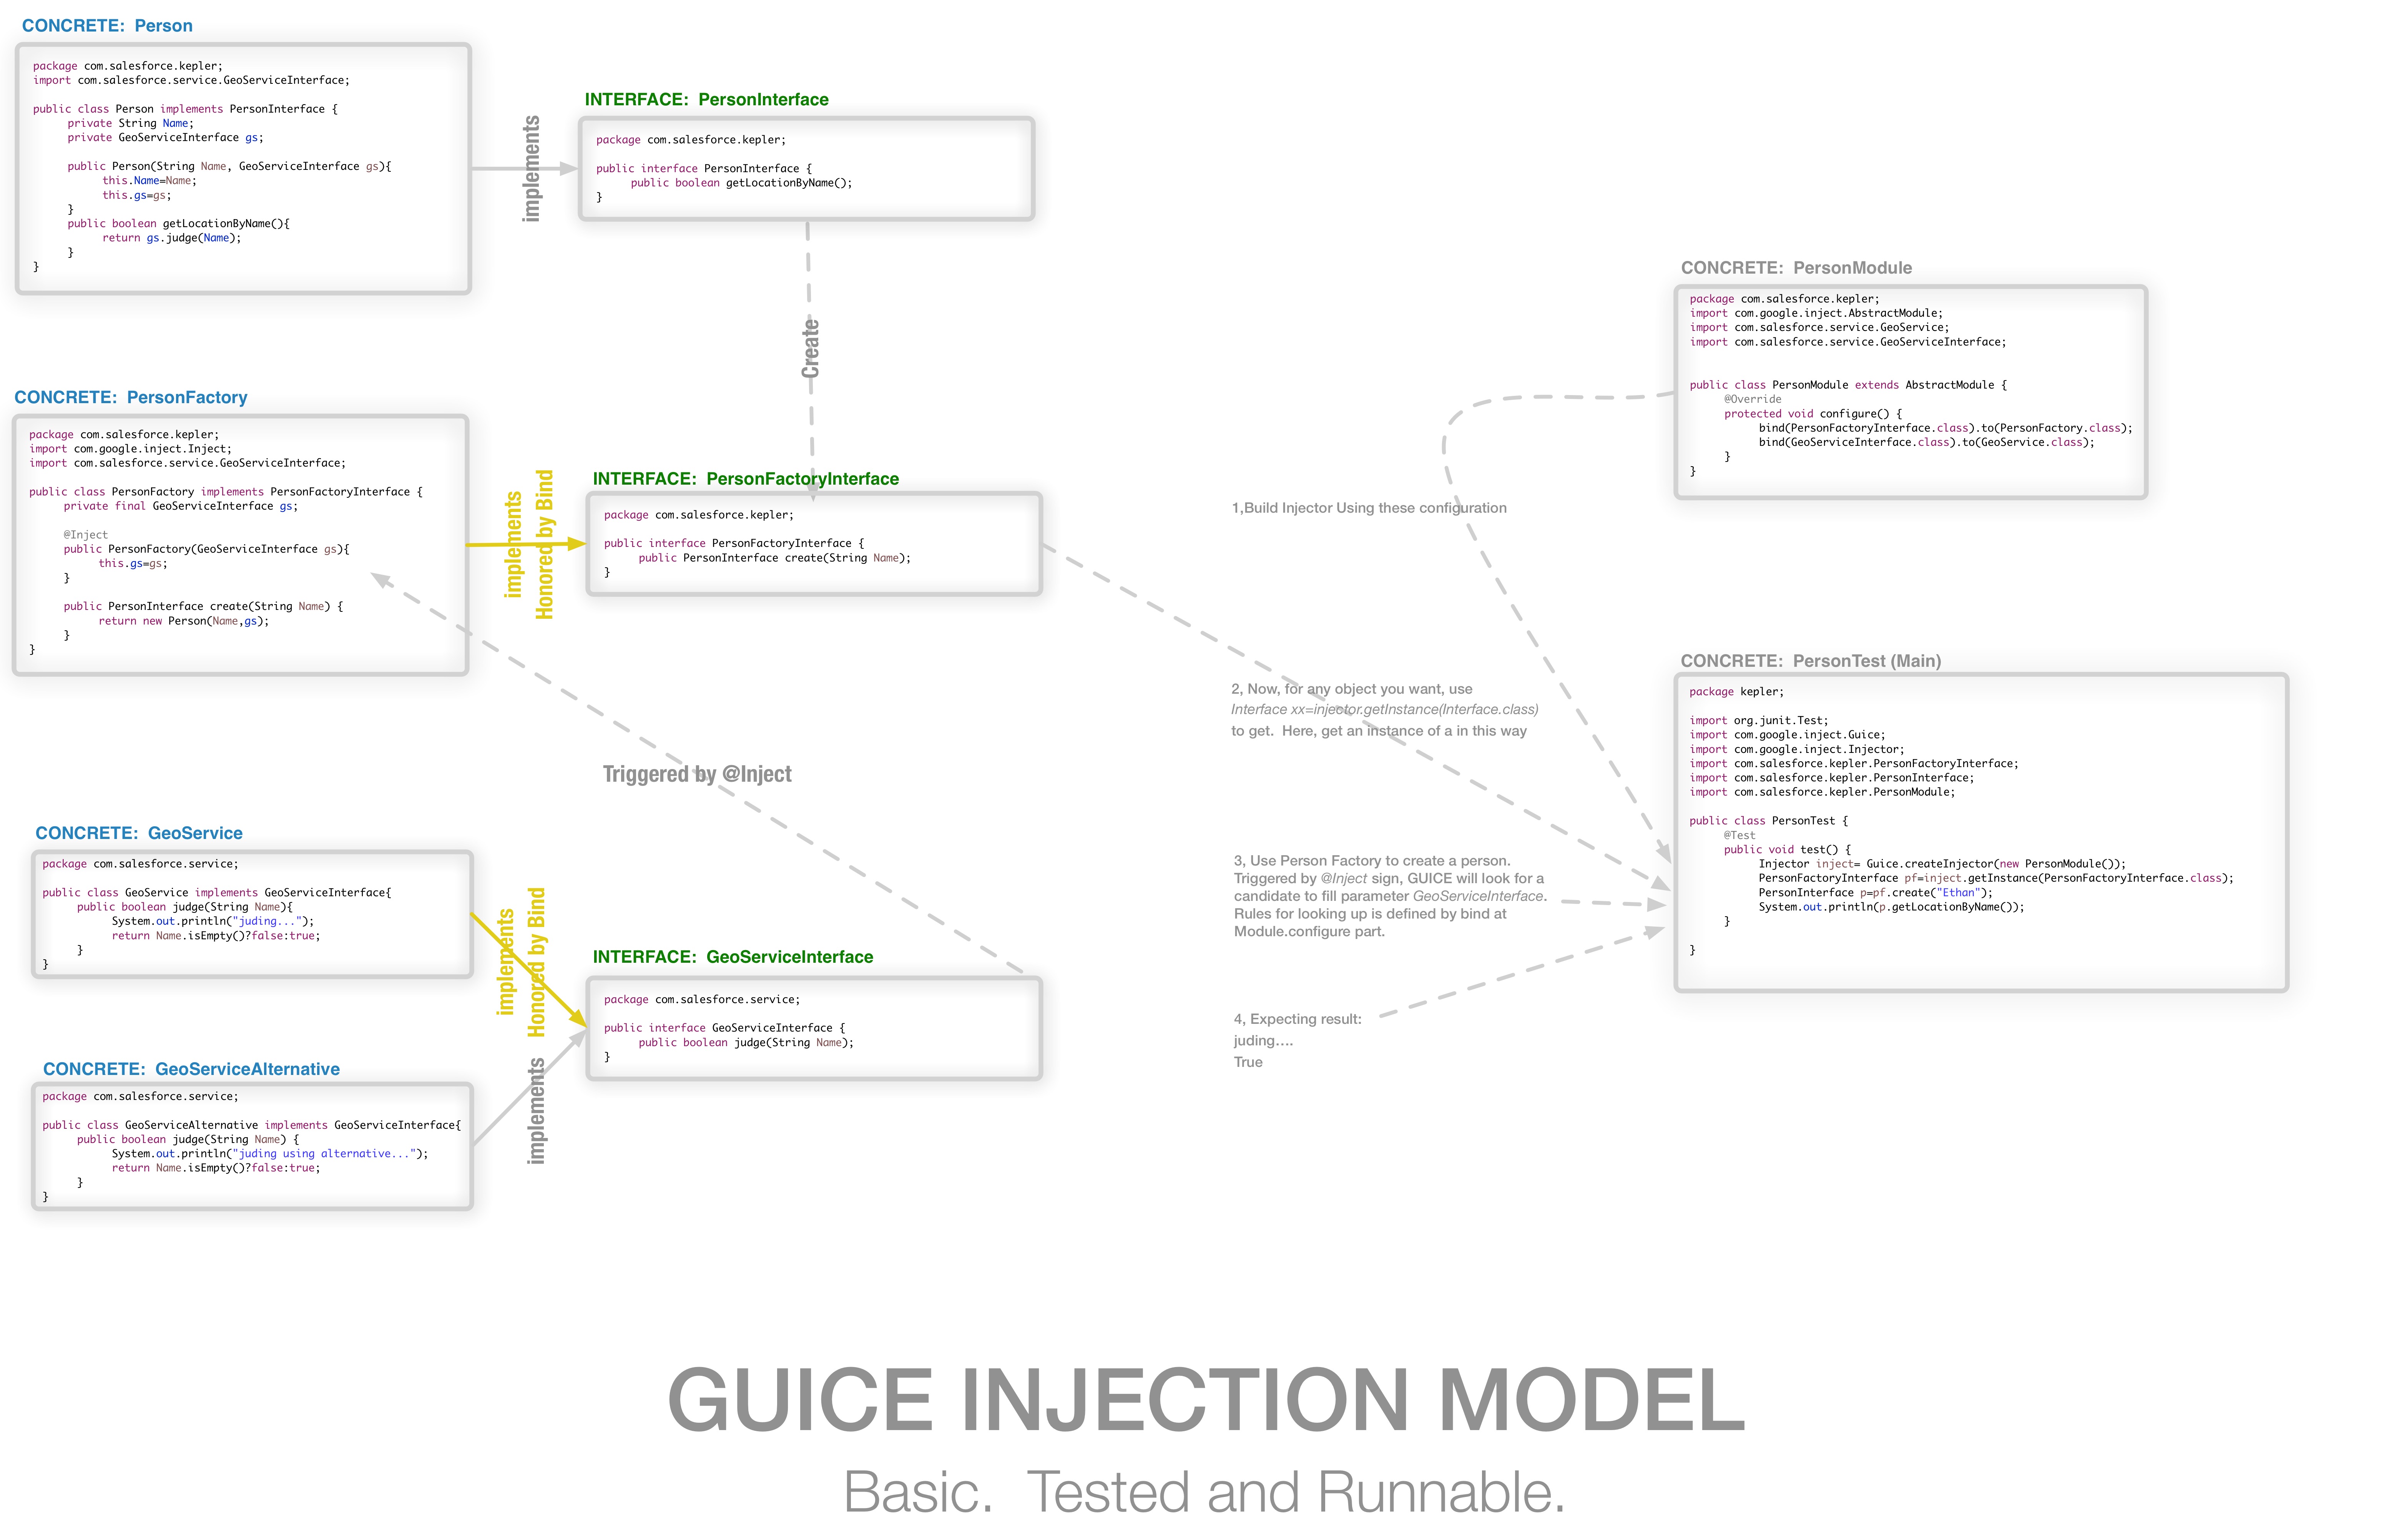 CONCRETE:  Person
package com.salesforce.kepler;
import com.salesforce.service.GeoServiceInterface;
public class Person implements PersonInterface {
private String Name;
private GeoServiceInterface gs;
public Person(String Name, GeoServiceInterface gs){
this.Name=Name;
this.gs=gs;
}
public boolean getLocationByName(){
return gs.judge(Name);
}
}
implements
INTERFACE:  PersonInterface
package com.salesforce.kepler;
public interface PersonInterface {
public boolean getLocationByName();
}
Create
CONCRETE:  PersonFactory
package com.salesforce.kepler;
import com.google.inject.Inject;
import com.salesforce.service.GeoServiceInterface;
public class PersonFactory implements PersonFactoryInterface {
private final GeoServiceInterface gs;
@Inject
public PersonFactory(GeoServiceInterface gs){
this.gs=gs;
}
public PersonInterface create(String Name) {
return new Person(Name,gs);
}
}
implements
Honored by Bind
INTERFACE:  PersonFactoryInterface
package com.salesforce.kepler;
public interface PersonFactoryInterface {
public PersonInterface create(String Name);
}
Triggered by @Inject
CONCRETE:  GeoService
package com.salesforce.service;
public class GeoService implements GeoServiceInterface{
public boolean judge(String Name){
System.out.println("juding...");
return Name.isEmpty()?false:true;
}
}
implements
Honored by Bind
INTERFACE:  GeoServiceInterface
package com.salesforce.service;
public interface GeoServiceInterface {
public boolean judge(String Name);
}
CONCRETE:  GeoServiceAlternative
package com.salesforce.service;
public class GeoServiceAlternative implements GeoServiceInterface{
public boolean judge(String Name) {
System.out.println("juding using alternative...");
return Name.isEmpty()?false:true;
}
}
implements
CONCRETE:  PersonModule
package com.salesforce.kepler;
import com.google.inject.AbstractModule;
import com.salesforce.service.GeoService;
import com.salesforce.service.GeoServiceInterface;
public class PersonModule extends AbstractModule {
@Override
protected void configure() {
bind(PersonFactoryInterface.class).to(PersonFactory.class);
bind(GeoServiceInterface.class).to(GeoService.class);
}
}
1,Build Injector Using these configuration
2, Now, for any object you want, use
Interface xx=injector.getInstance(Interface.class)
to get.  Here, get an instance of a in this way
3, Use Person Factory to create a person.
Triggered by @Inject sign, GUICE will look for a
candidate to fill parameter GeoServiceInterface.
Rules for looking up is defined by bind at
Module.configure part.
4, Expecting result:
juding....
True
CONCRETE:  PersonTest (Main)
package kepler;
import org.junit.Test;
import com.google.inject.Guice;
import com.google.inject.Injector;
import com.salesforce.kepler.PersonFactoryInterface;
import com.salesforce.kepler.PersonInterface;
import com.salesforce.kepler.PersonModule;
public class PersonTest {
@Test
public void test() {
Injector inject= Guice.createInjector(new PersonModule());
PersonFactoryInterface pf=inject.getInstance(PersonFactoryInterface.class);
PersonInterface p=pf.create("Ethan");
System.out.println(p.getLocationByName());
}
}
GUICE INJECTION MODEL
Basic.  Tested and Runnable.